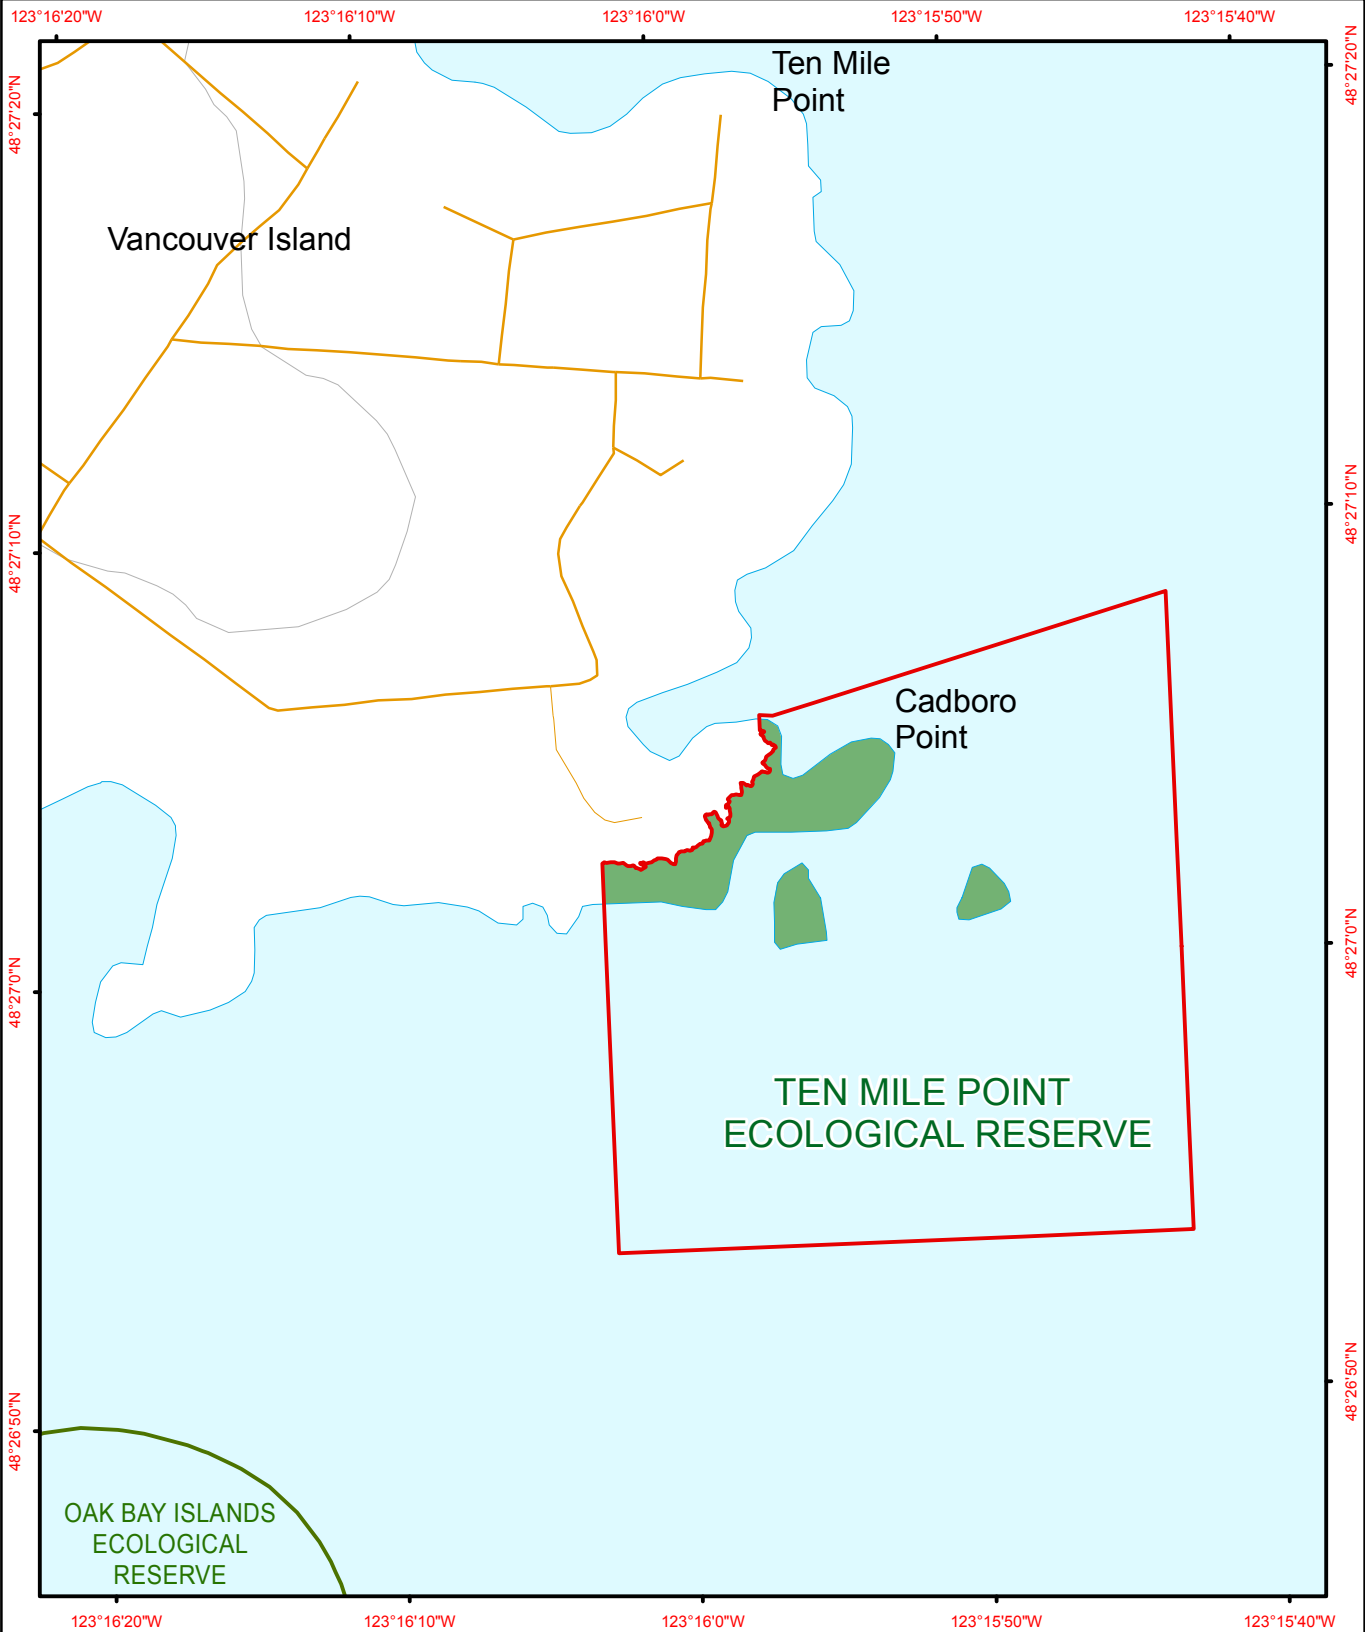 123°16'20"W
123°16'10"W
123°16'0"W
123°15'50"W
123°15'40"W
48°27'20"N
48°27'20"N
Ten Mile
Point
Vancouver Island
48°27'10"N
48°27'10"N
Cadboro
Point
48°27'0"N
48°27'0"N
TEN MILE POINT
ECOLOGICAL RESERVE
48°26'50"N
48°26'50"N
OAK BAY ISLANDS
ECOLOGICAL
RESERVE
123°16'20"W
123°16'10"W
123°16'0"W
123°15'50"W
123°15'40"W